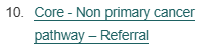 10. Core - Non primary cancer
pathway – Referral